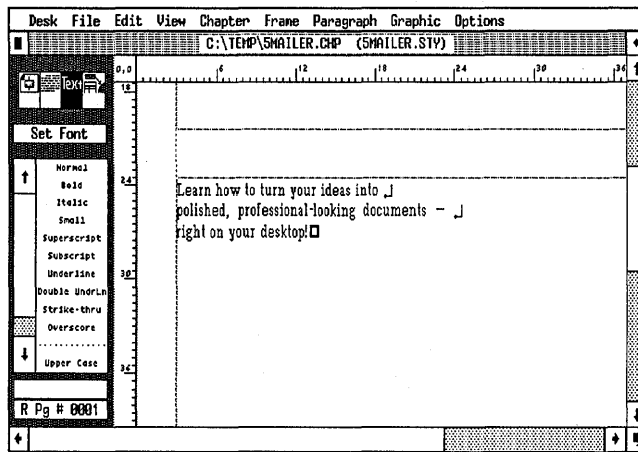 Desk File Edit View Chapter Frame Paragraph Graphic Options
C:\TEMP\5MAILER.CHP (5MAILER.STY)
0,0 6 12 18 24 30 36
18
Text
Set Font
Normal
Bold
Italic
Small
Superscript
Subscript
Underline
Double UndrLn
Strike-thru
Overscore
Upper Case
24
Learn how to turn your ideas into ↵
polished, professional-looking documents – ↵
right on your desktop!□
30
36
R Pg # 0001